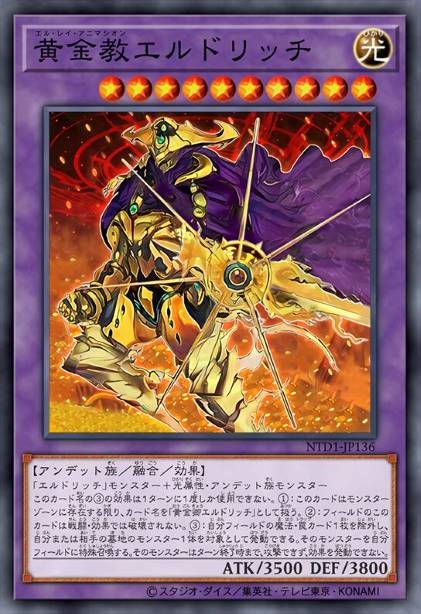 エル・レイ・アニマシオン
黄金教エルドリッチ
ひかり
光
NTD1-JP136
【アンデット族／融合／効果】
「エルドリッチ」モンスター＋光属性・アンデット族モンスター
このカード名の③の効果は1ターンに1度しか使用できない。①：このカードはモンスター
ゾーンに存在する限り、カード名を「黄金卿エルドリッチ」として扱う。②：フィールドのこの
カードは戦闘・効果では破壊されない。③：自分フィールドの魔法・罠カード1枚を除外し、
自分または相手の墓地のモンスター1体を対象として発動できる。そのモンスターを自分
フィールドに特殊召喚する。そのモンスターはターン終了時まで、攻撃できず、効果を発動できない。
ATK/3500 DEF/3800
©スタジオ・ダイス／集英社・テレビ東京・KONAMI